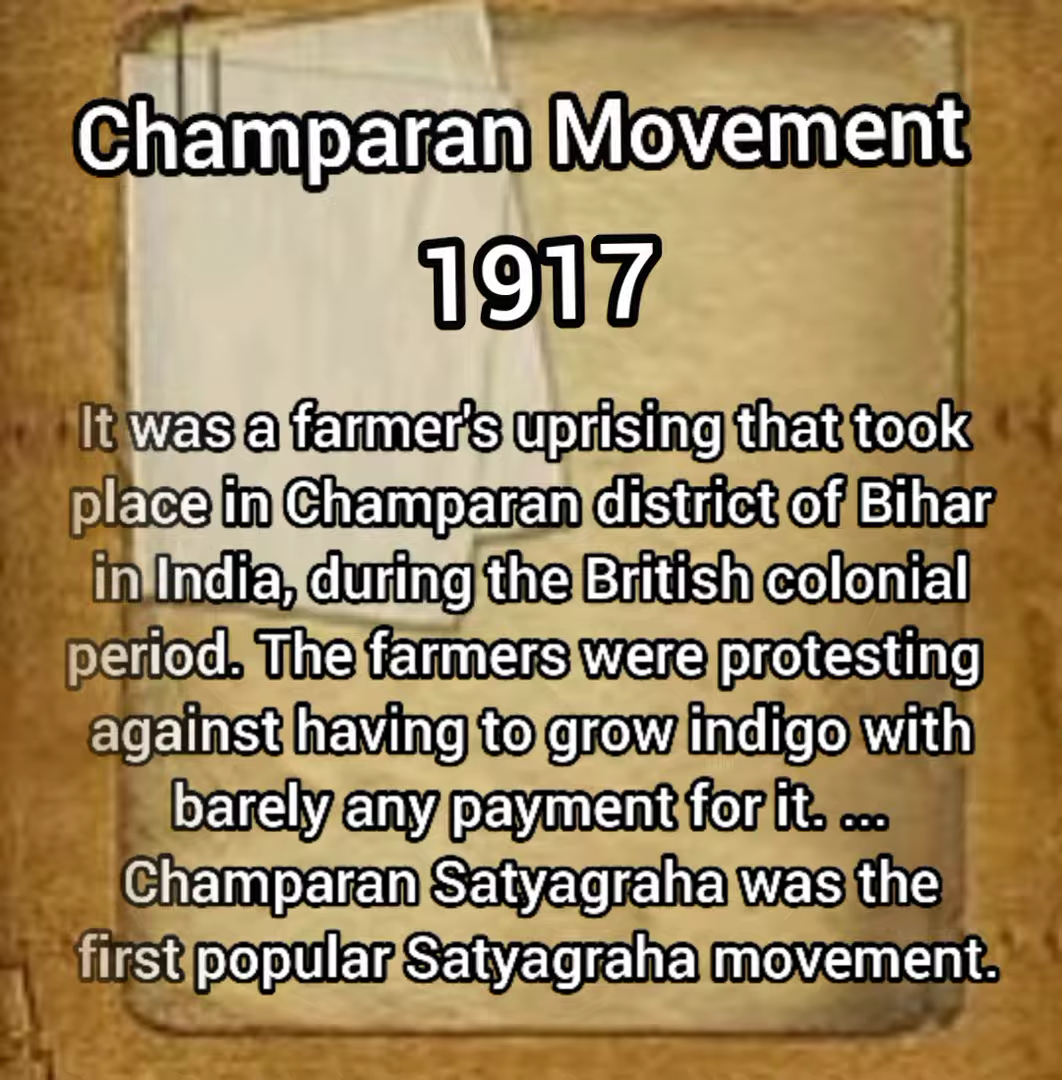 Champaran Movement
1917
It was a farmer's uprising that took
place in Champaran district of Bihar
in India, during the British colonial
period. The farmers were protesting
against having to grow indigo with
barely any payment for it. ...
Champaran Satyagraha was the
first popular Satyagraha movement.